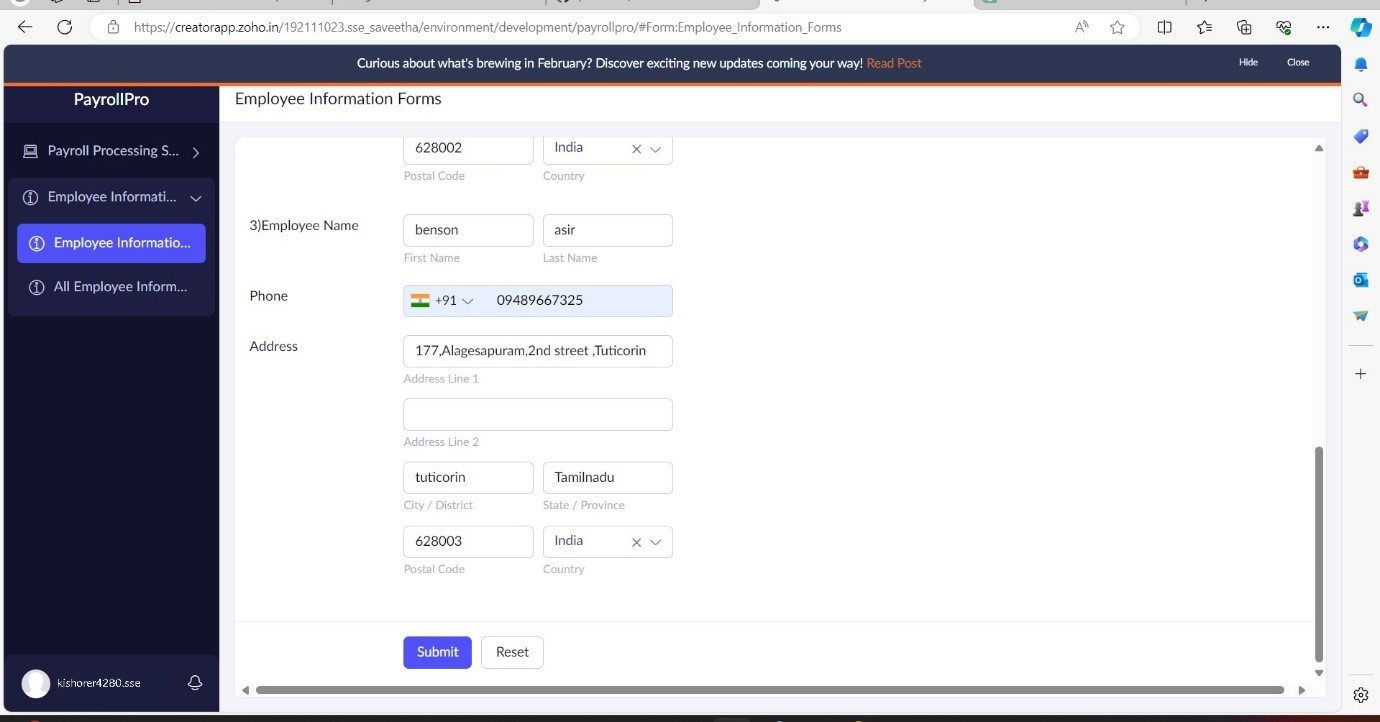 https://creatorapp.zoho.in/192111023.sse_saveetha/environment/development/payrollpro/#Form:Employee_Information_Forms
Curious about what's brewing in February? Discover exciting new updates coming your way! Read Post
Hide Close
PayrollPro
Employee Information Forms
Payroll Processing S...
Employee Informati...
Employee Informatio...
All Employee Inform...
628002 India
Postal Code Country
3)Employee Name benson asir
First Name Last Name
Phone +91 09489667325
Address 177,Alagesapuram,2nd street ,Tuticorin
Address Line 1
Address Line 2
tuticorin Tamilnadu
City / District State / Province
628003 India
Postal Code Country
Submit Reset
kishorer4280.sse